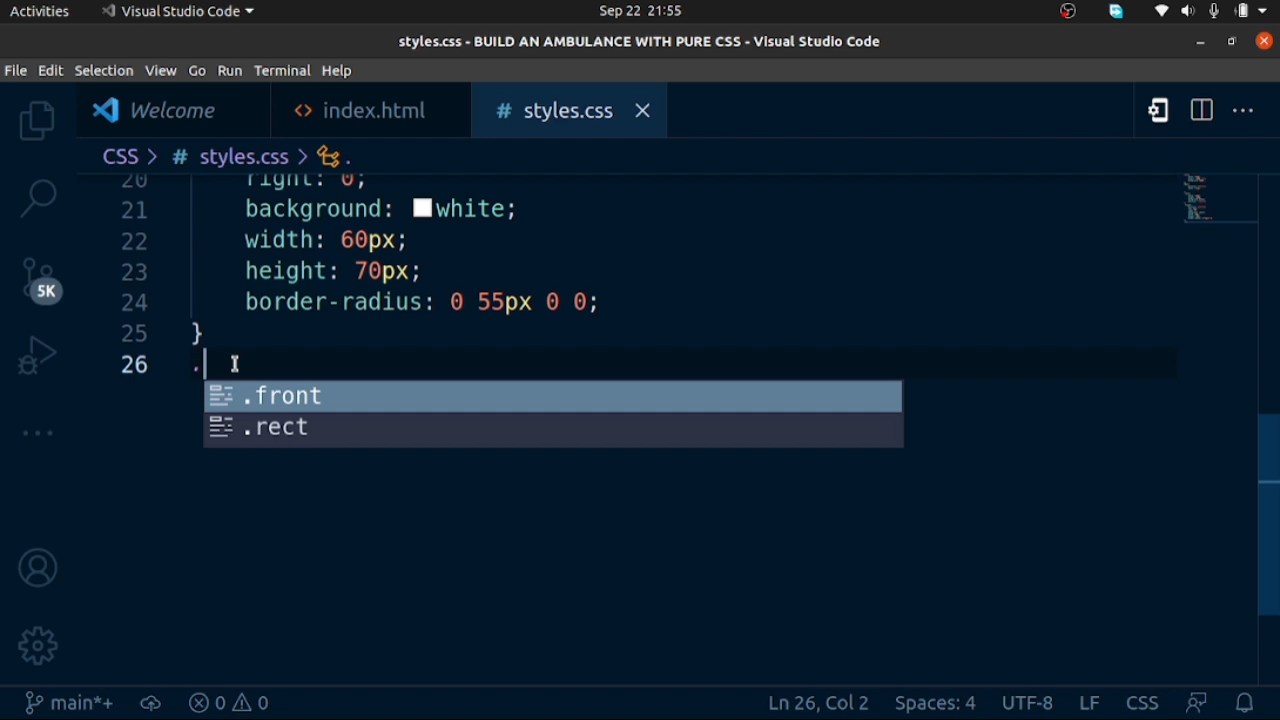 Activities Visual Studio Code Sep 22 21:55
styles.css - BUILD AN AMBULANCE WITH PURE CSS - Visual Studio Code
File Edit Selection View Go Run Terminal Help
Welcome <> index.html # styles.css
CSS > # styles.css > .
20 right: 0;
21 background: white;
22 width: 60px;
23 height: 70px;
5K
24 border-radius: 0 55px 0 0;
25 }
26 .
.front
.rect
main*+ 0 0 Ln 26, Col 2 Spaces: 4 UTF-8 LF CSS